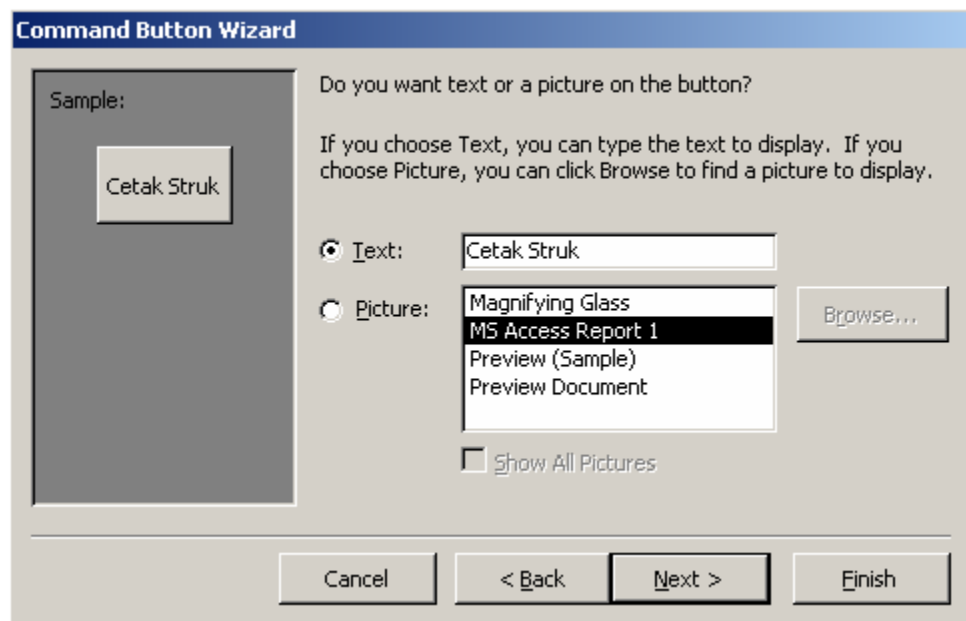 Command Button Wizard
Sample:
Cetak Struk
Do you want text or a picture on the button?
If you choose Text, you can type the text to display.  If you
choose Picture, you can click Browse to find a picture to display.
Text:
Cetak Struk
Picture:
Magnifying Glass
MS Access Report 1
Preview (Sample)
Preview Document
Browse...
Show All Pictures
Cancel
< Back
Next >
Finish